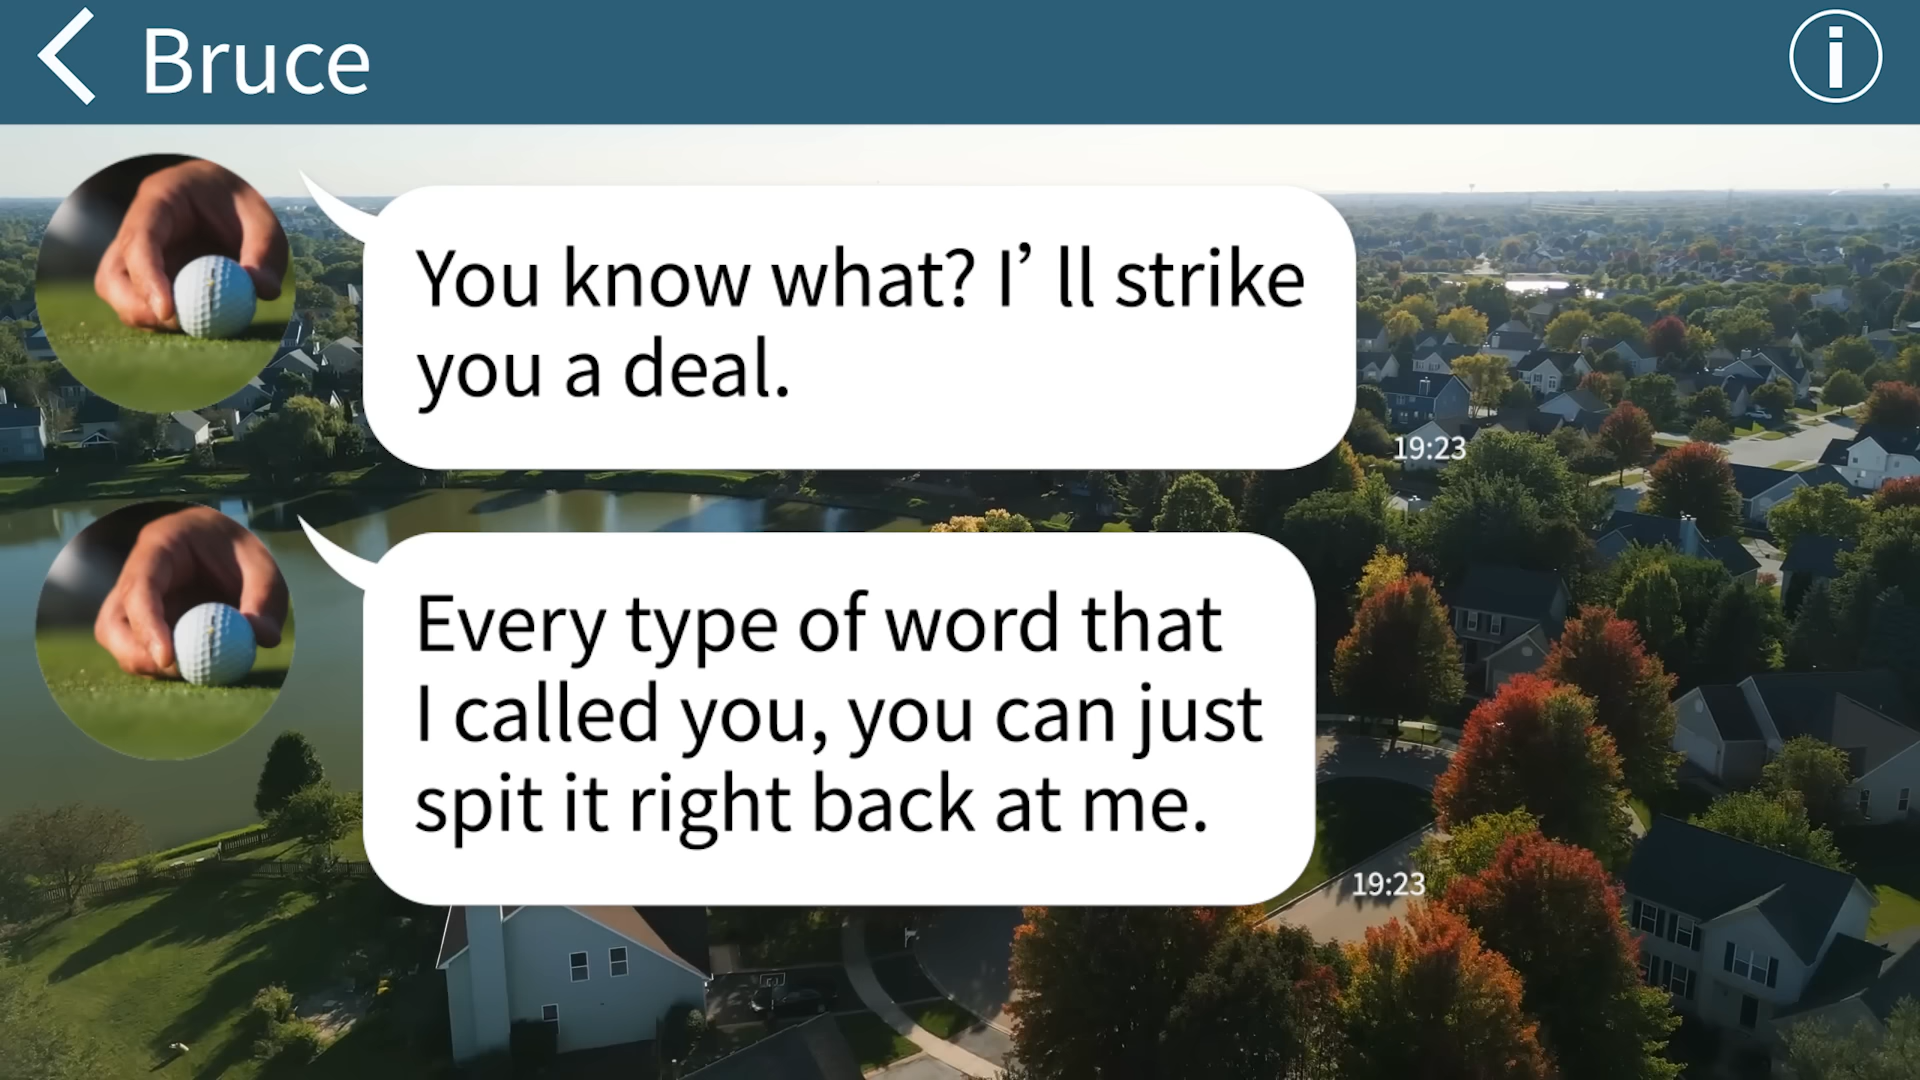 Bruce
You know what? I’ll strike
you a deal.
19:23
Every type of word that
I called you, you can just
spit it right back at me.
19:23